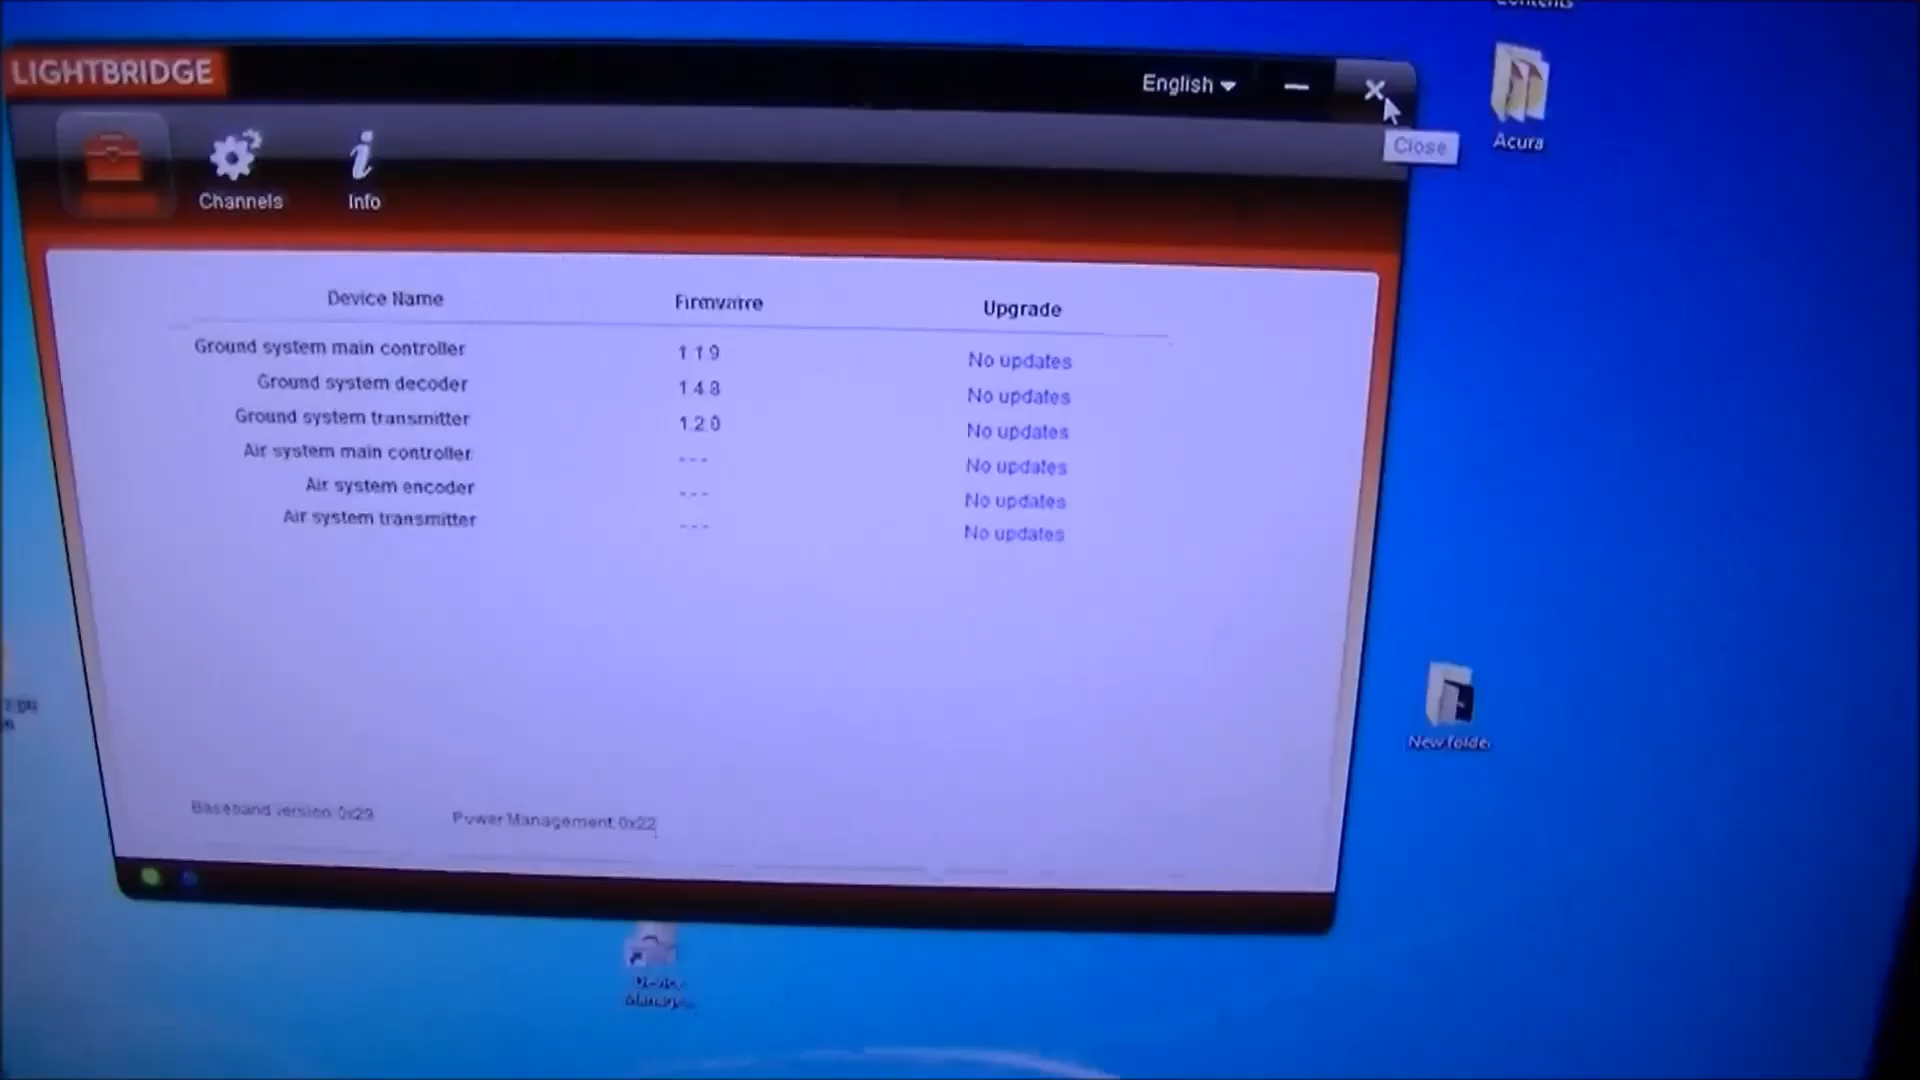 LIGHTBRIDGE
English
Close
Acura
Channels
Info
Device Name Firmware Upgrade
Ground system main controller 1.1.9 No updates
Ground system decoder 1.4.8 No updates
Ground system transmitter 1.2.0 No updates
Air system main controller --- No updates
Air system encoder --- No updates
Air system transmitter --- No updates
New folder
Baseband version:0x23 Power Management:0x22